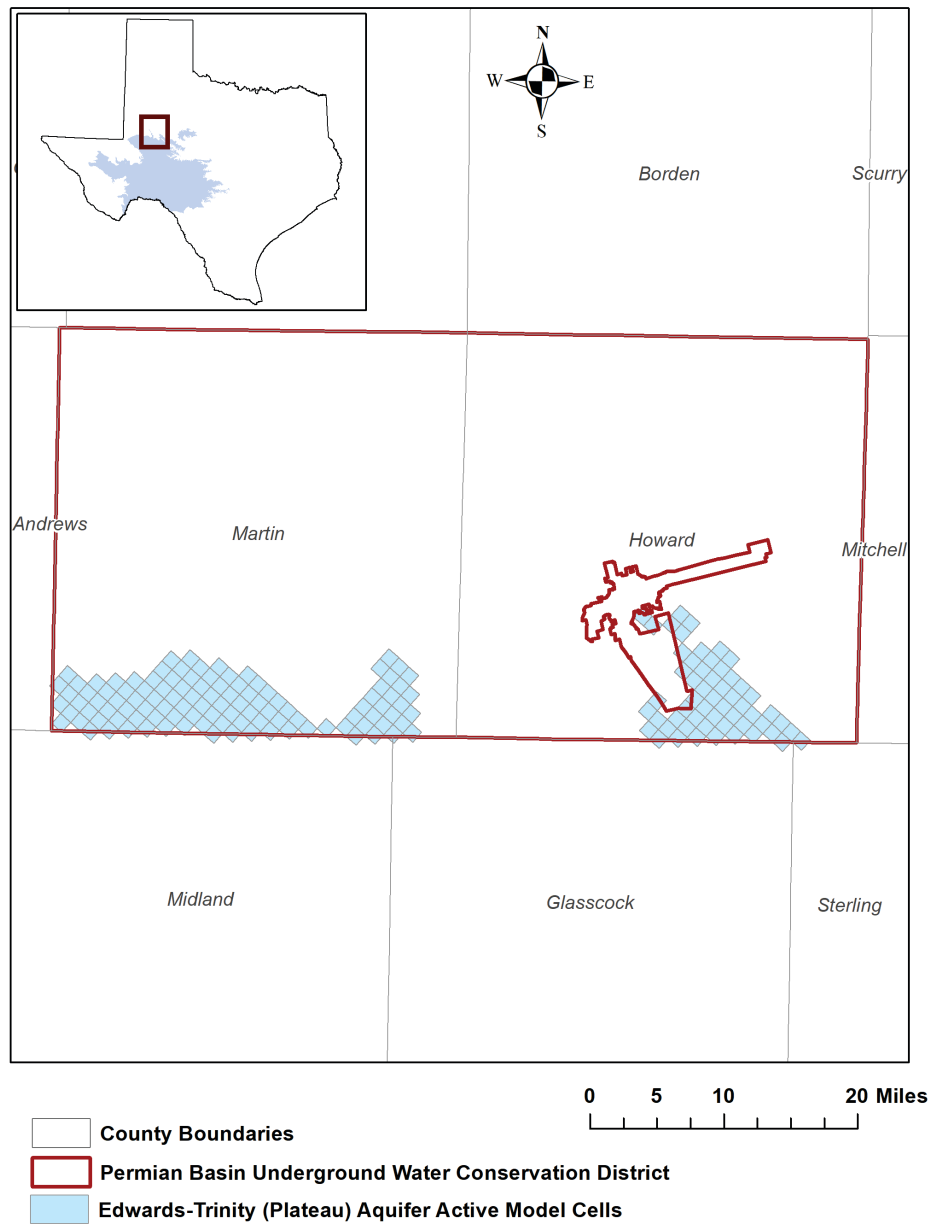 N
W E
S
Borden
Scurry
Andrews
Martin
Howard
Mitchell
Midland
Glasscock
Sterling
0 5 10 20 Miles
County Boundaries
Permian Basin Underground Water Conservation District
Edwards-Trinity (Plateau) Aquifer Active Model Cells